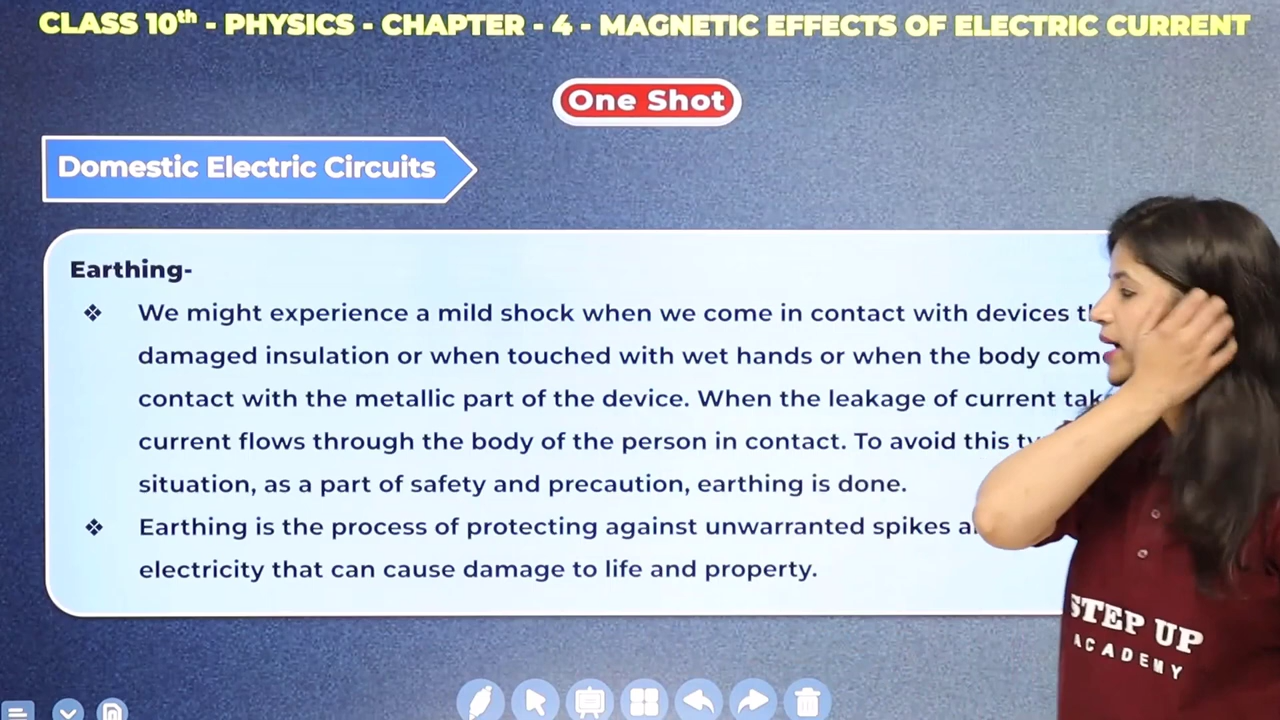 CLASS 10th - PHYSICS - CHAPTER - 4 - MAGNETIC EFFECTS OF ELECTRIC CURRENT
One Shot
Domestic Electric Circuits
Earthing-
❖ We might experience a mild shock when we come in contact with devices
damaged insulation or when touched with wet hands or when the body
contact with the metallic part of the device. When the leakage of current
current flows through the body of the person in contact. To avoid this
situation, as a part of safety and precaution, earthing is done.
❖ Earthing is the process of protecting against unwarranted spikes
electricity that can cause damage to life and property.
STEP UP
ACADEMY